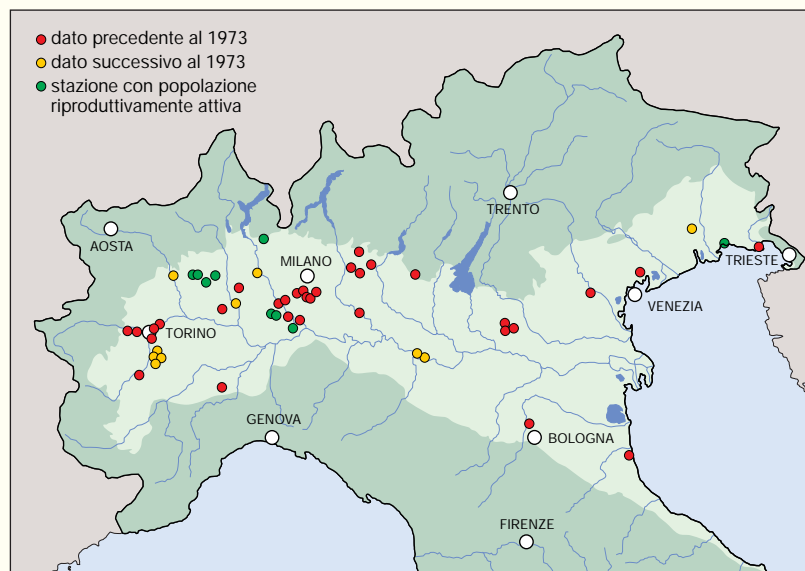 dato precedente al 1973
dato successivo al 1973
stazione con popolazione
riproduttivamente attiva
TRENTO
AOSTA
MILANO
TRIESTE
VENEZIA
TORINO
GENOVA
BOLOGNA
FIRENZE